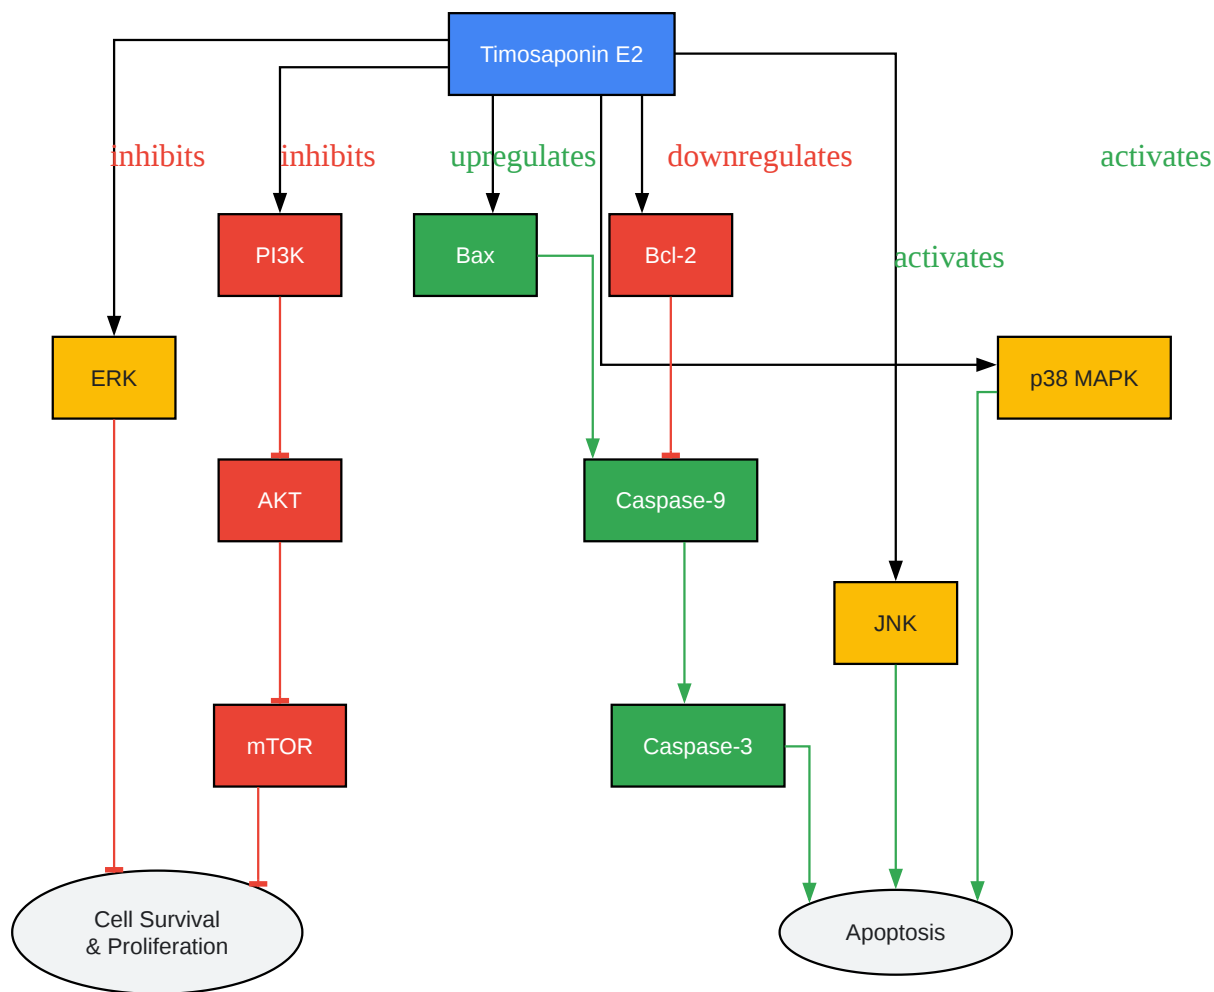 Timosaponin E2
inhibits
inhibits
upregulates
downregulates
activates
PI3K
Bax
Bcl-2
activates
ERK
p38 MAPK
AKT
Caspase-9
JNK
mTOR
Caspase-3
Cell Survival
& Proliferation
Apoptosis